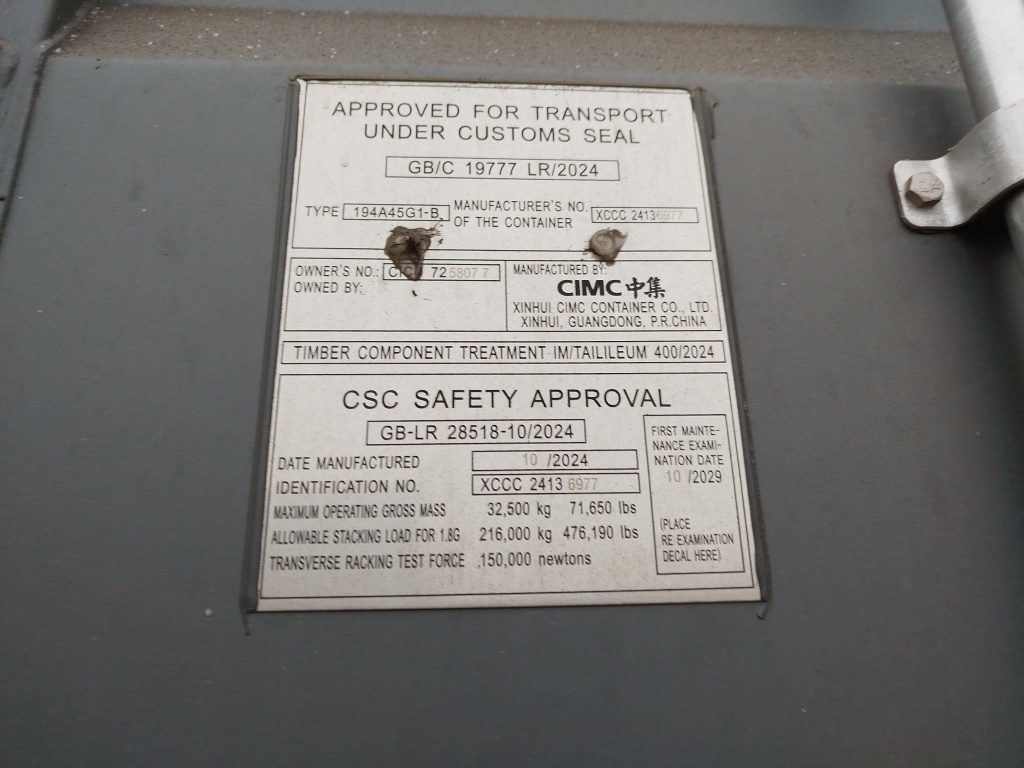 APPROVED FOR TRANSPORT
UNDER CUSTOMS SEAL
GB/C 19777 LR/2024
TYPE 194A45G1-B
MANUFACTURER'S NO.
OF THE CONTAINER
XCCC 24136977
OWNER'S NO.: 725807 7
OWNED BY:
MANUFACTURED BY:
CIMC中集
XINHUI CIMC CONTAINER CO., LTD.
XINHUI, GUANGDONG, P.R.CHINA
TIMBER COMPONENT TREATMENT IM/TAILILEUM 400/2024
CSC SAFETY APPROVAL
GB-LR 28518-10/2024
DATE MANUFACTURED 10 /2024
IDENTIFICATION NO. XCCC 2413 6977
MAXIMUM OPERATING GROSS MASS 32,500 kg 71,650 lbs
ALLOWABLE STACKING LOAD FOR 1.8G 216,000 kg 476,190 lbs
TRANSVERSE RACKING TEST FORCE 150,000 newtons
FIRST MAINTE-
NANCE EXAMI-
NATION DATE
10 /2029
(PLACE
RE EXAMINATION
DECAL HERE)